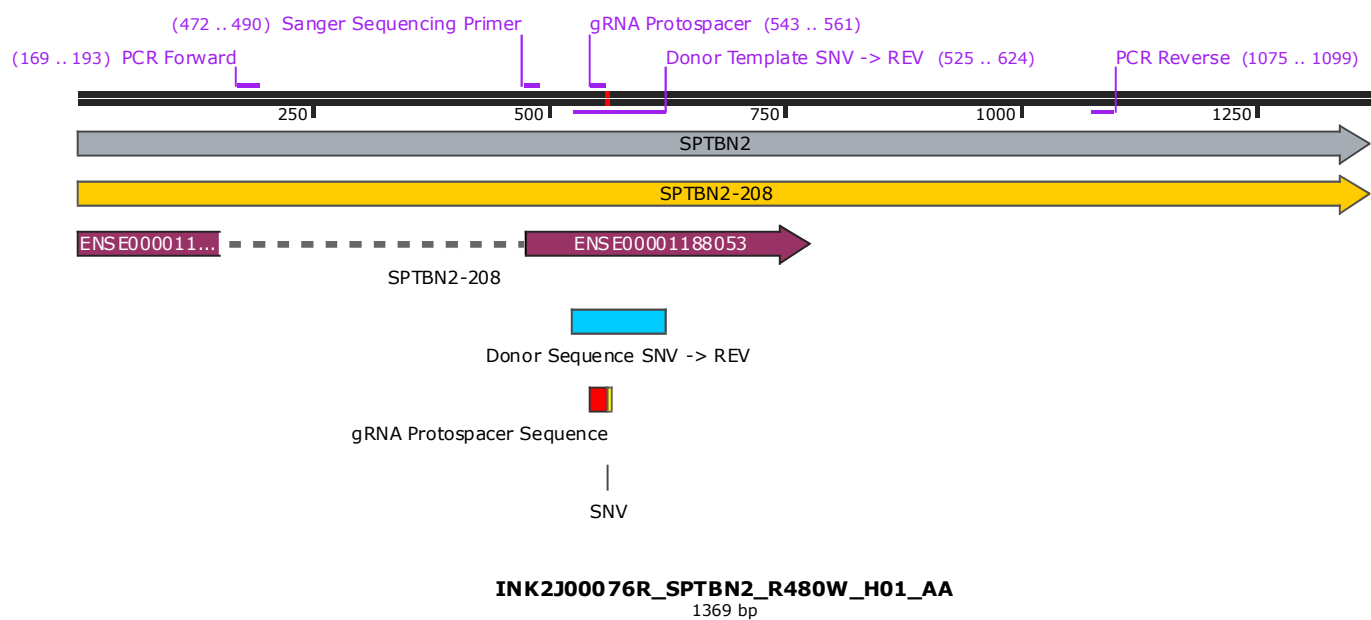 (472 .. 490) Sanger Sequencing Primer
gRNA Protospacer (543 .. 561)
(169 .. 193) PCR Forward
Donor Template SNV -> REV (525 .. 624)
PCR Reverse (1075 .. 1099)
250
500
750
1000
1250
SPTBN2
SPTBN2-208
ENSE000011...
ENSE00001188053
SPTBN2-208
Donor Sequence SNV -> REV
gRNA Protospacer Sequence
SNV
INK2J00076R_SPTBN2_R480W_H01_AA
1369 bp